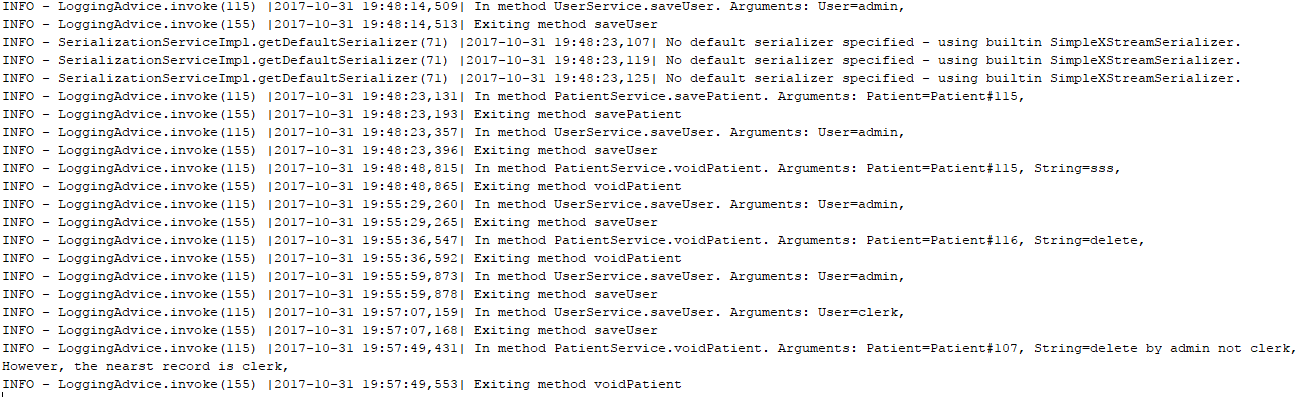 INFO - LoggingAdvice.invoke(115) |2017-10-31 19:48:14,509| In method UserService.saveUser. Arguments: User=admin,
INFO - LoggingAdvice.invoke(155) |2017-10-31 19:48:14,513| Exiting method saveUser
INFO - SerializationServiceImpl.getDefaultSerializer(71) |2017-10-31 19:48:23,107| No default serializer specified - using builtin SimpleXStreamSerializer.
INFO - SerializationServiceImpl.getDefaultSerializer(71) |2017-10-31 19:48:23,119| No default serializer specified - using builtin SimpleXStreamSerializer.
INFO - SerializationServiceImpl.getDefaultSerializer(71) |2017-10-31 19:48:23,125| No default serializer specified - using builtin SimpleXStreamSerializer.
INFO - LoggingAdvice.invoke(115) |2017-10-31 19:48:23,131| In method PatientService.savePatient. Arguments: Patient=Patient#115,
INFO - LoggingAdvice.invoke(155) |2017-10-31 19:48:23,193| Exiting method savePatient
INFO - LoggingAdvice.invoke(115) |2017-10-31 19:48:23,357| In method UserService.saveUser. Arguments: User=admin,
INFO - LoggingAdvice.invoke(155) |2017-10-31 19:48:23,396| Exiting method saveUser
INFO - LoggingAdvice.invoke(115) |2017-10-31 19:48:48,815| In method PatientService.voidPatient. Arguments: Patient=Patient#115, String=sss,
INFO - LoggingAdvice.invoke(155) |2017-10-31 19:48:48,865| Exiting method voidPatient
INFO - LoggingAdvice.invoke(115) |2017-10-31 19:55:29,260| In method UserService.saveUser. Arguments: User=admin,
INFO - LoggingAdvice.invoke(155) |2017-10-31 19:55:29,265| Exiting method saveUser
INFO - LoggingAdvice.invoke(115) |2017-10-31 19:55:36,547| In method PatientService.voidPatient. Arguments: Patient=Patient#116, String=delete,
INFO - LoggingAdvice.invoke(155) |2017-10-31 19:55:36,592| Exiting method voidPatient
INFO - LoggingAdvice.invoke(115) |2017-10-31 19:55:59,873| In method UserService.saveUser. Arguments: User=admin,
INFO - LoggingAdvice.invoke(155) |2017-10-31 19:55:59,878| Exiting method saveUser
INFO - LoggingAdvice.invoke(115) |2017-10-31 19:57:07,159| In method UserService.saveUser. Arguments: User=clerk,
INFO - LoggingAdvice.invoke(155) |2017-10-31 19:57:07,168| Exiting method saveUser
INFO - LoggingAdvice.invoke(115) |2017-10-31 19:57:49,431| In method PatientService.voidPatient. Arguments: Patient=Patient#107, String=delete by admin not clerk,
However, the nearst record is clerk,
INFO - LoggingAdvice.invoke(155) |2017-10-31 19:57:49,553| Exiting method voidPatient